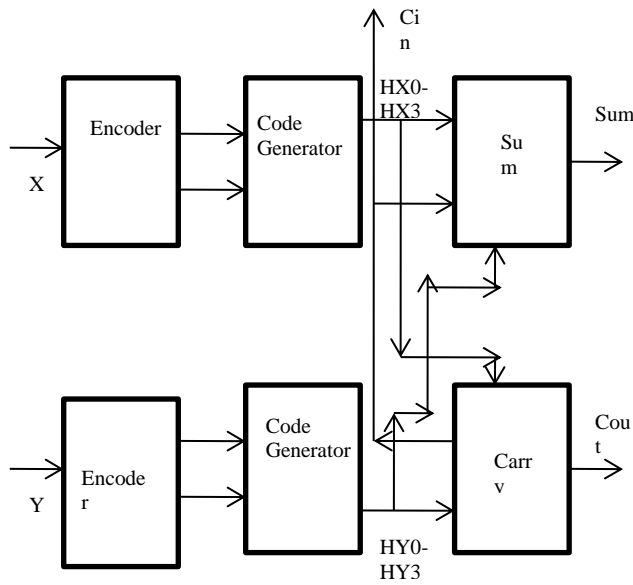 Ci
n
HX0-
HX3
Encoder
Code
Generator
Su
m
Sum
X
Code
Generator
Encode
r
Carr
y
Cou
t
Y
HY0-
HY3